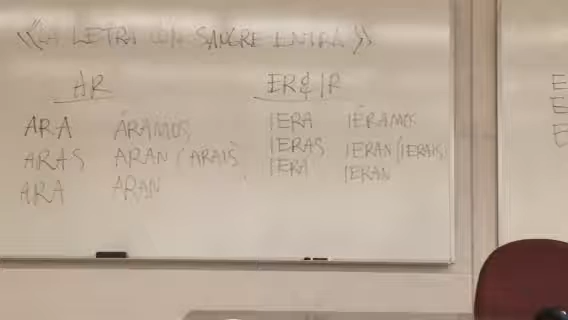 «LA LETRA CON SANGRE ENTRA»
AR ER & IR
ARA ÁRAMOS IERA IÉRAMOS
ARAS ARAN (ARAIS) IERAS IERAN (IERAIS)
ARA ARAN IERA IERAN
E
E
E